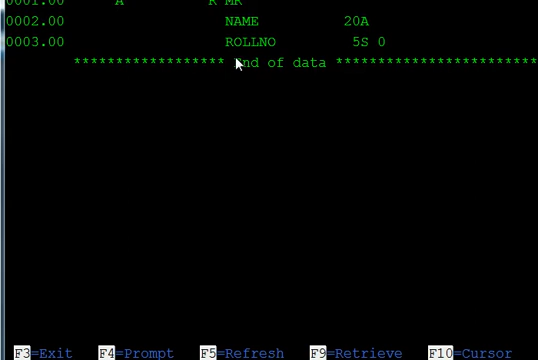 0001.00 A R MR
0002.00 NAME 20A
0003.00 ROLLNO 5S 0
****************** End of data ************************
F3=Exit F4=Prompt F5=Refresh F9=Retrieve F10=Cursor